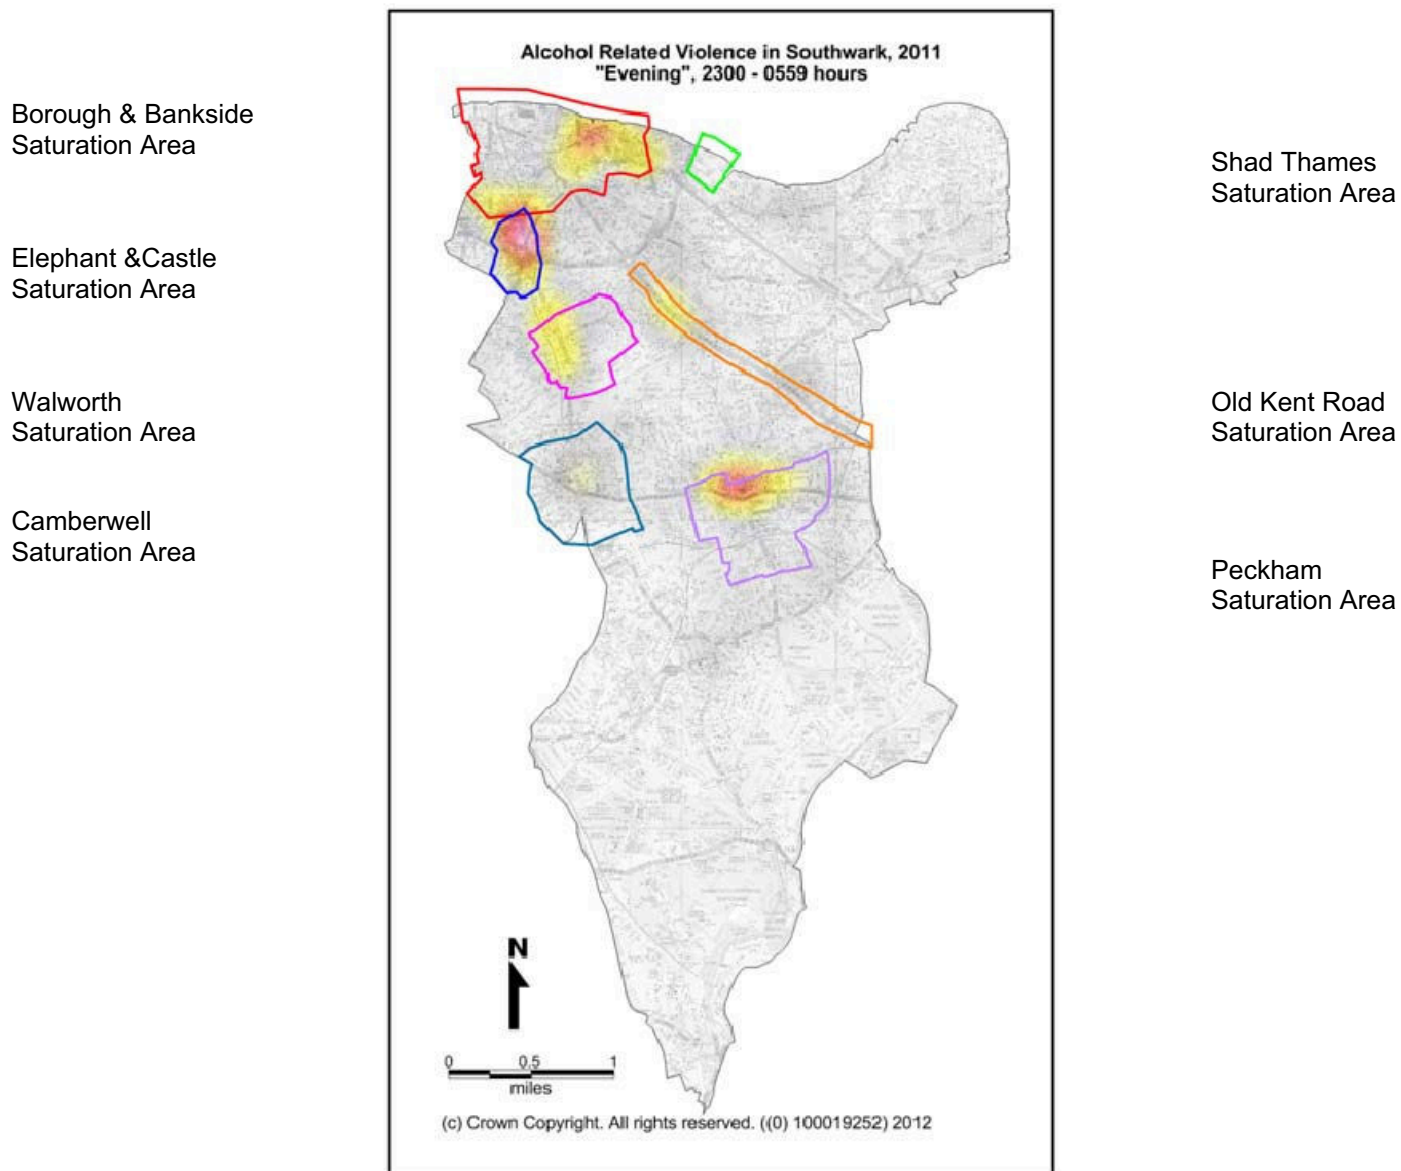 Alcohol Related Violence in Southwark, 2011
"Evening", 2300 - 0559 hours
Borough & Bankside
Saturation Area
Elephant &Castle
Saturation Area
Walworth
Saturation Area
Camberwell
Saturation Area
Shad Thames
Saturation Area
Old Kent Road
Saturation Area
Peckham
Saturation Area
N
0 0.5 1
miles
(c) Crown Copyright. All rights reserved. ((0) 100019252) 2012